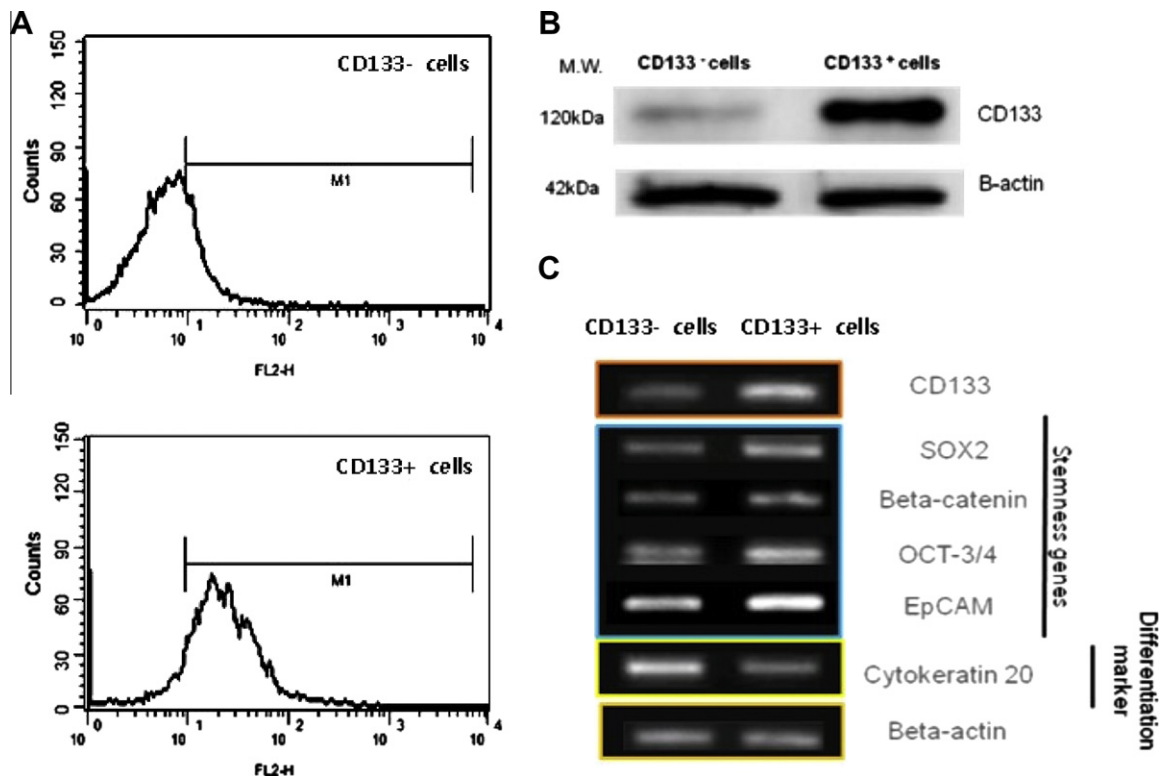 A
150
120
90
60
30
0
Counts
CD133- cells
M1
10 0
10 1
10 2
10 3
10 4
FL2-H
150
120
90
60
30
0
Counts
CD133+ cells
M1
10 0
10 1
10 2
10 3
10 4
FL2-H
B
M.W.
CD133 - cells
CD133 + cells
120kDa
CD133
42kDa
B-actin
C
CD133- cells
CD133+ cells
CD133
SOX2
Beta-catenin
OCT-3/4
EpCAM
Stemness genes
Cytokeratin 20
Differentiation
marker
Beta-actin